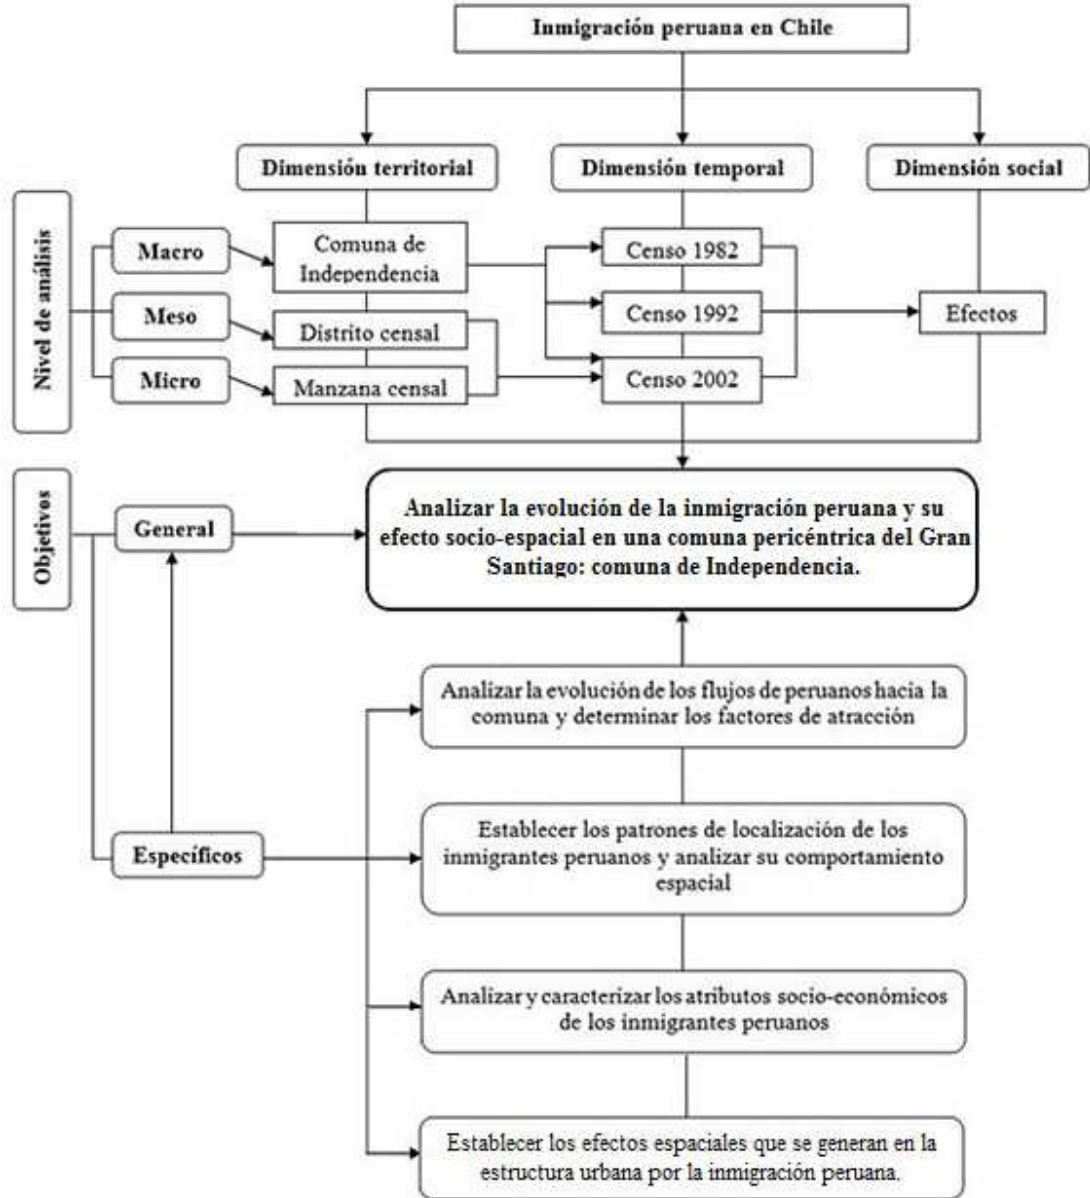 Inmigración peruana en Chile
Dimensión territorial
Dimensión temporal
Dimensión social
Nivel de análisis
Macro
Comuna de
Independencia
Censo 1982
Meso
Distrito censal
Censo 1992
Efectos
Micro
Manzana censal
Censo 2002
Objetivos
General
Analizar la evolución de la inmigración peruana y su
efecto socio-espacial en una comuna pericéntrica del Gran
Santiago: comuna de Independencia.
Específicos
Analizar la evolución de los flujos de peruanos hacia la
comuna y determinar los factores de atracción
Establecer los patrones de localización de los
inmigrantes peruanos y analizar su comportamiento
espacial
Analizar y caracterizar los atributos socio-económicos
de los inmigrantes peruanos
Establecer los efectos espaciales que se generan en la
estructura urbana por la inmigración peruana.